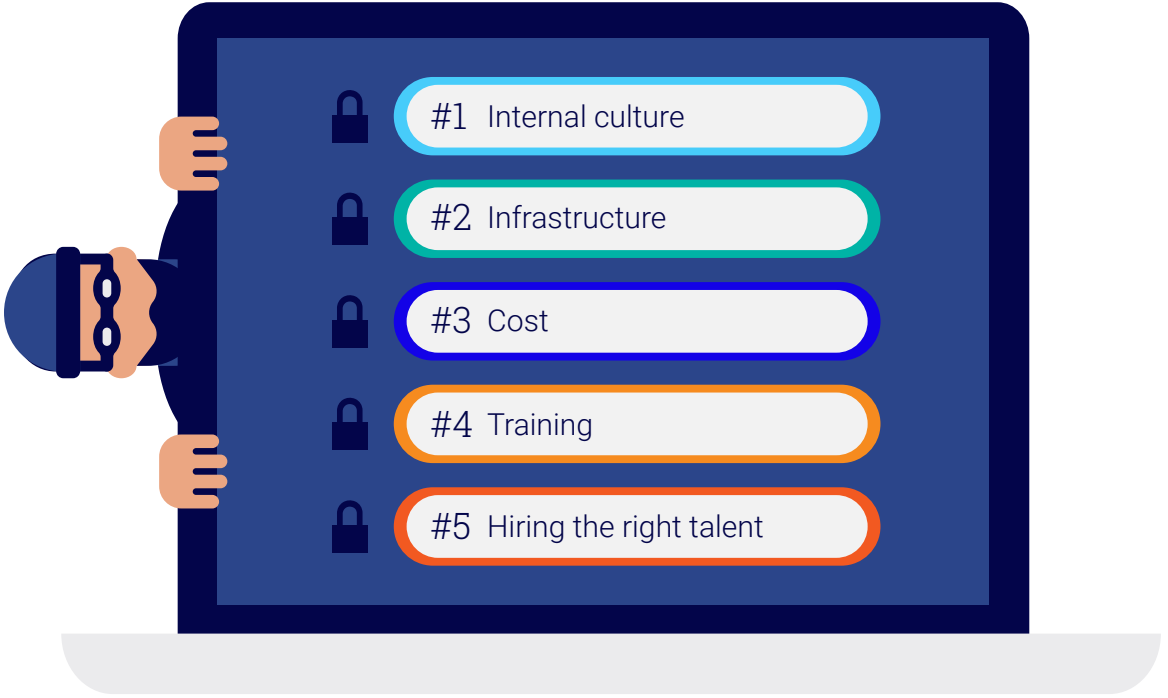 #1 Internal culture
#2 Infrastructure
#3 Cost
#4 Training
#5 Hiring the right talent